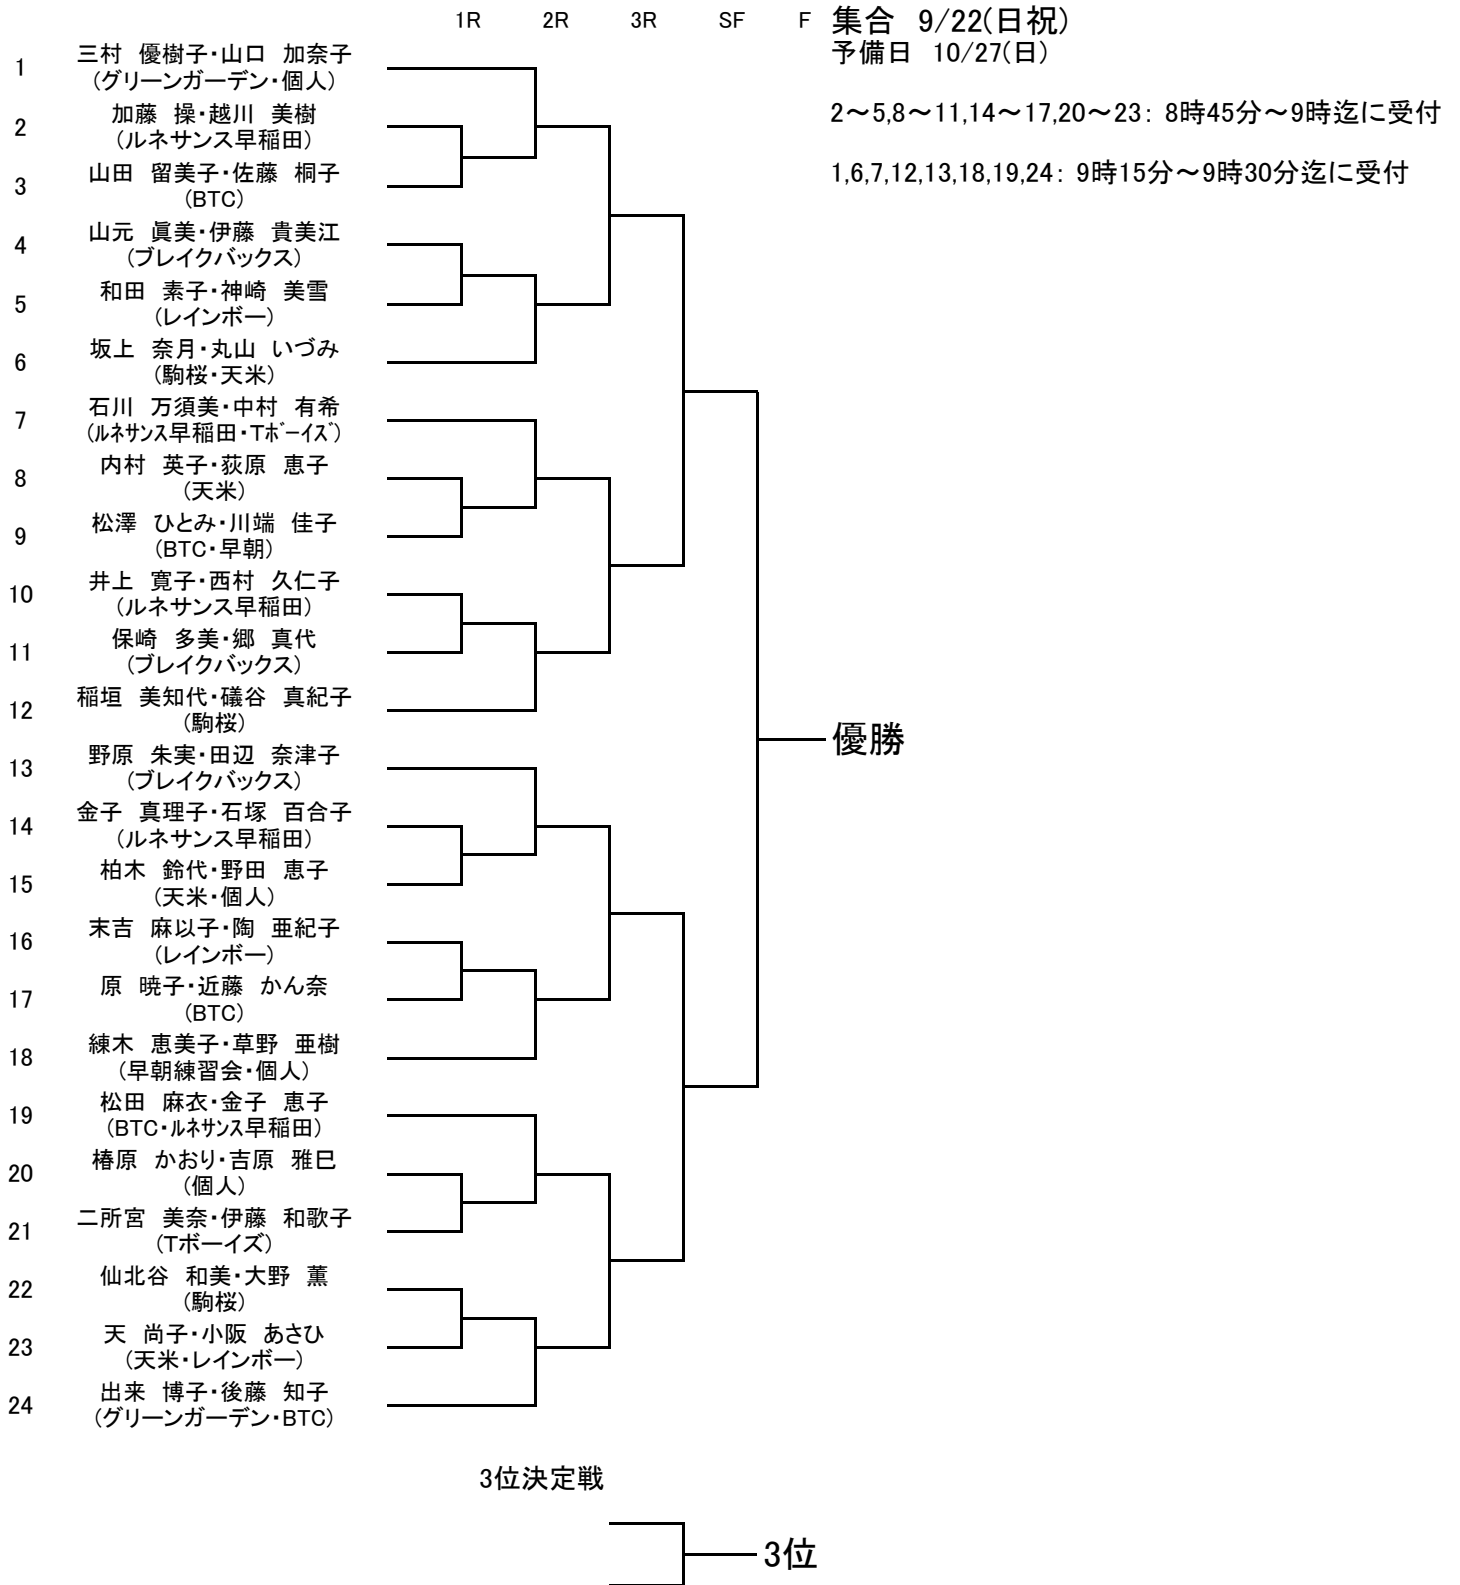 1R 2R 3R SF F 集合 9/22(日祝)
予備日 10/27(日)
2～5,8～11,14～17,20～23: 8時45分～9時迄に受付
1,6,7,12,13,18,19,24: 9時15分～9時30分迄に受付
1 三村 優樹子・山口 加奈子
(グリーンガーデン・個人)
2 加藤 操・越川 美樹
(ルネサンス早稲田)
3 山田 留美子・佐藤 桐子
(BTC)
4 山元 眞美・伊藤 貴美江
(ブレイクバックス)
5 和田 素子・神崎 美雪
(レインボー)
6 坂上 奈月・丸山 いづみ
(駒桜・天米)
7 石川 万須美・中村 有希
(ﾙﾈｻﾝｽ早稲田・Tﾎﾞｰｲｽﾞ)
8 内村 英子・荻原 恵子
(天米)
9 松澤 ひとみ・川端 佳子
(BTC・早朝)
10 井上 寛子・西村 久仁子
(ルネサンス早稲田)
11 保崎 多美・郷 真代
(ブレイクバックス)
12 稲垣 美知代・礒谷 真紀子
(駒桜)
優勝
13 野原 朱実・田辺 奈津子
(ブレイクバックス)
14 金子 真理子・石塚 百合子
(ルネサンス早稲田)
15 柏木 鈴代・野田 恵子
(天米・個人)
16 末吉 麻以子・陶 亜紀子
(レインボー)
17 原 暁子・近藤 かん奈
(BTC)
18 練木 恵美子・草野 亜樹
(早朝練習会・個人)
19 松田 麻衣・金子 恵子
(BTC・ﾙﾈｻﾝｽ早稲田)
20 椿原 かおり・吉原 雅巳
(個人)
21 二所宮 美奈・伊藤 和歌子
(Tボーイズ)
22 仙北谷 和美・大野 薫
(駒桜)
23 天 尚子・小阪 あさひ
(天米・レインボー)
24 出来 博子・後藤 知子
(グリーンガーデン・BTC)
3位決定戦
3位